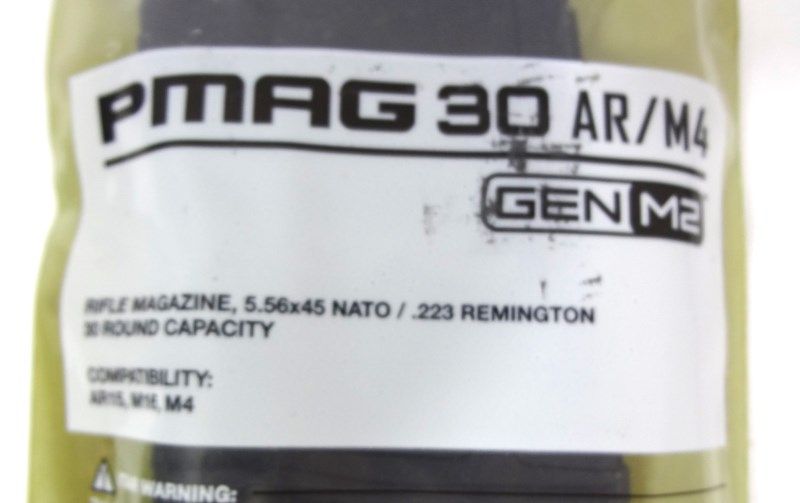 PMAG 30 AR/M4
GEN M2
RIFLE MAGAZINE, 5.56x45 NATO / .223 REMINGTON
30 ROUND CAPACITY
COMPATIBILITY:
AR15, M16, M4
WARNING: